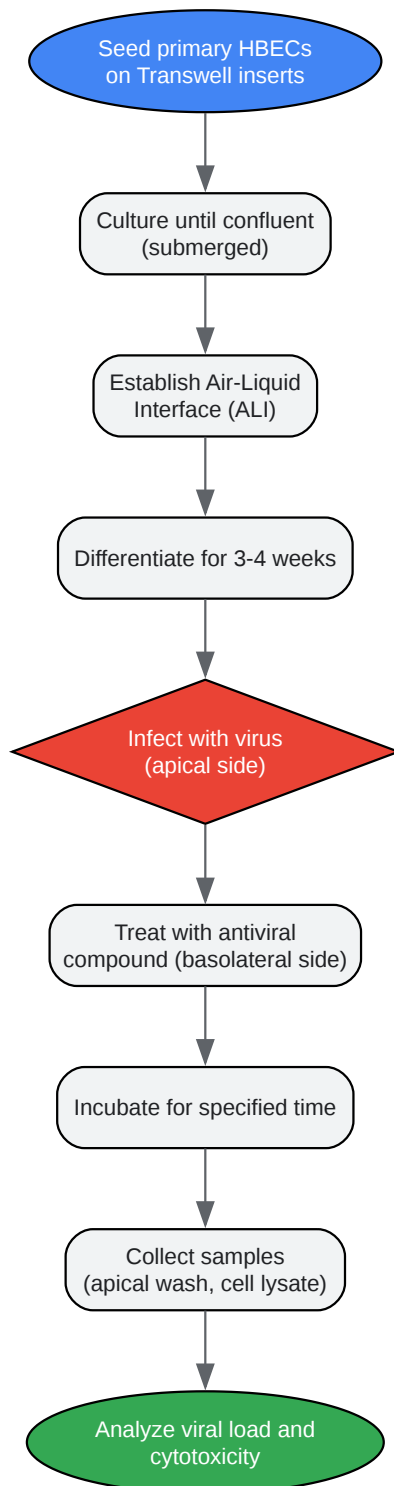 Seed primary HBECs
on Transwell inserts
Culture until confluent
(submerged)
Establish Air-Liquid
Interface (ALI)
Differentiate for 3-4 weeks
Infect with virus
(apical side)
Treat with antiviral
compound (basolateral side)
Incubate for specified time
Collect samples
(apical wash, cell lysate)
Analyze viral load and
cytotoxicity